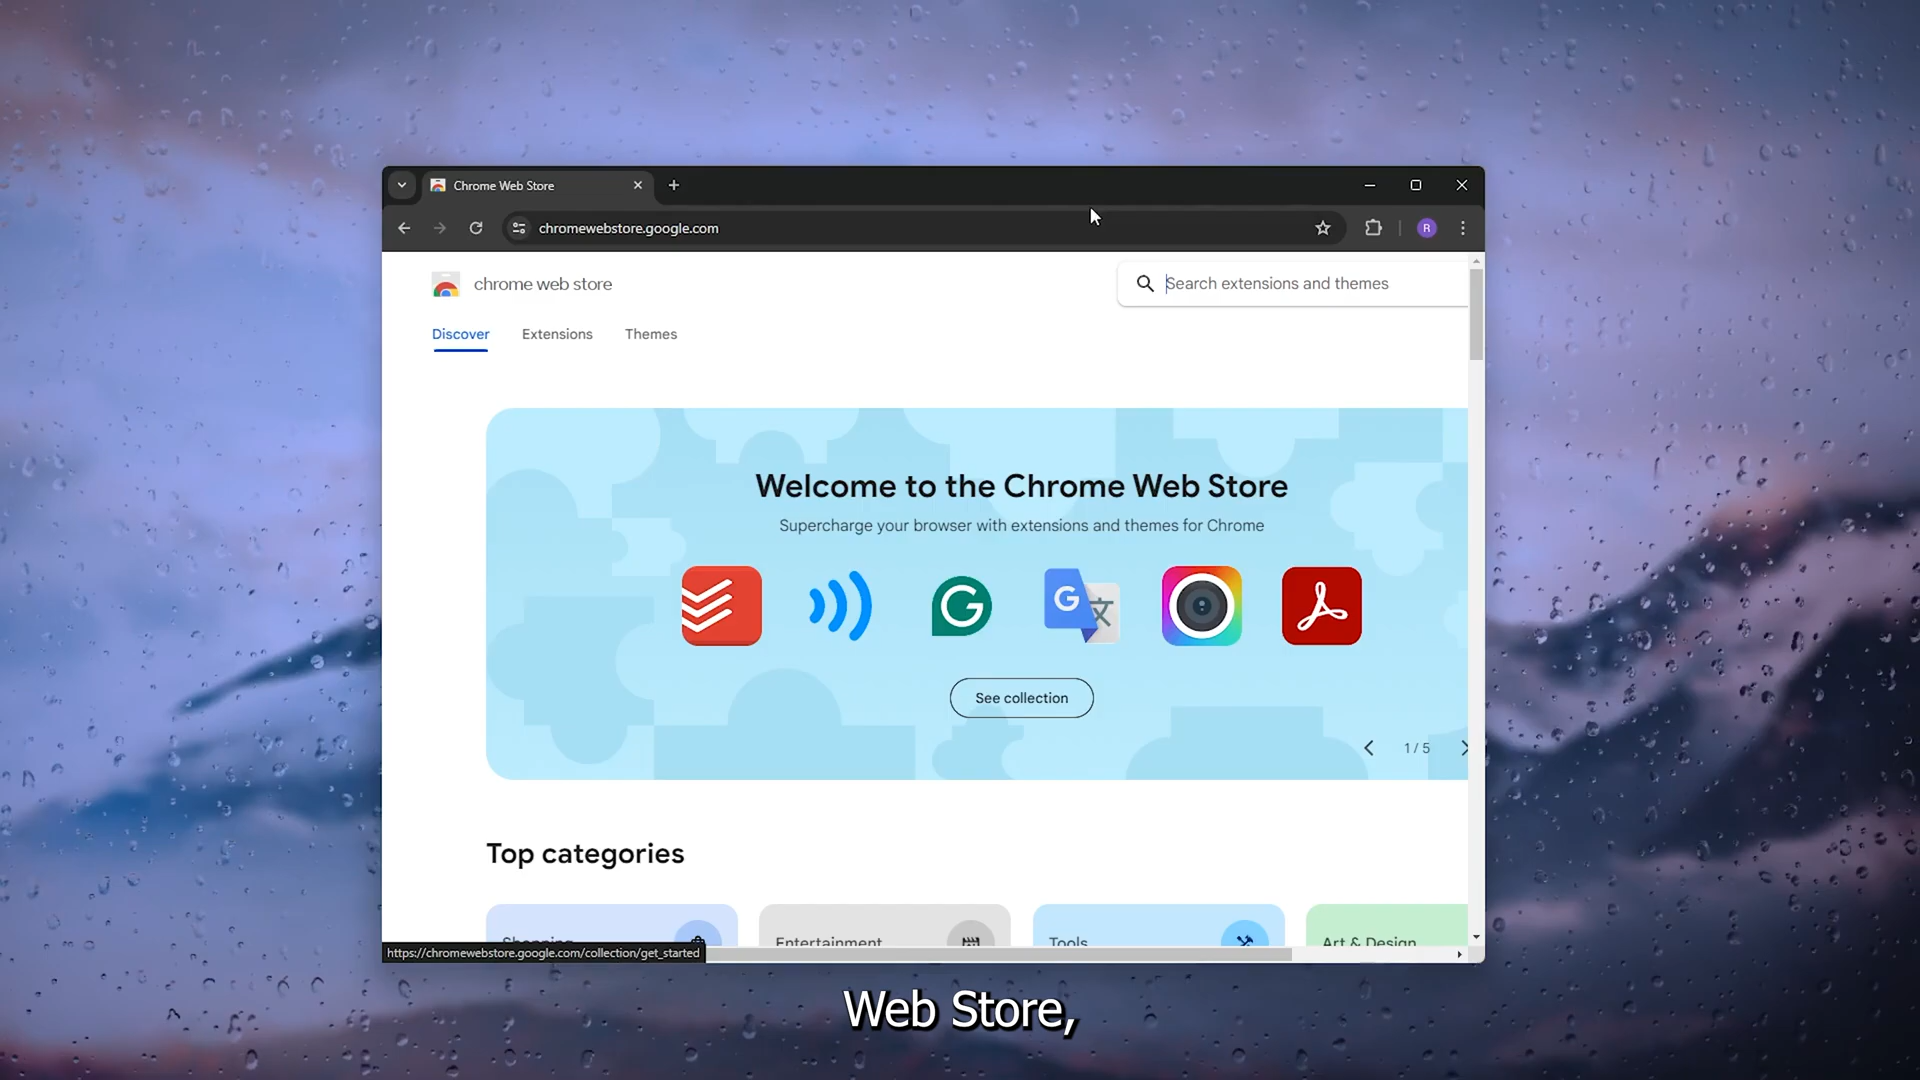 Chrome Web Store
chromewebstore.google.com
R
chrome web store
Search extensions and themes
Discover
Extensions
Themes
Welcome to the Chrome Web Store
Supercharge your browser with extensions and themes for Chrome
See collection
1 / 5
Top categories
Shopping
Entertainment
Tools
Art & Design
https://chromewebstore.google.com/collection/get_started
Web Store,